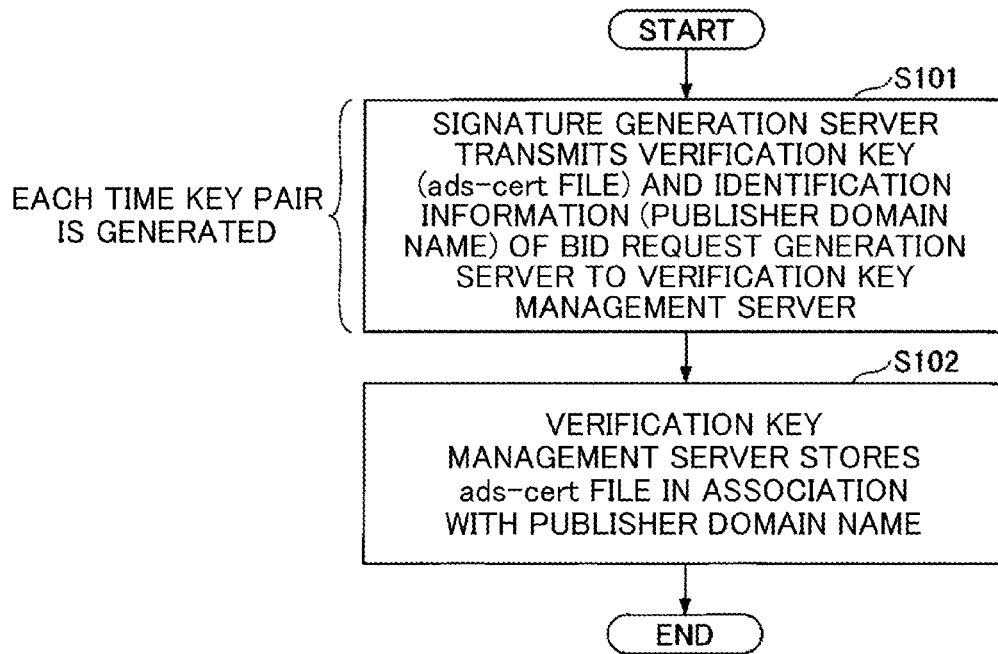 START
S101
SIGNATURE GENERATION SERVER
TRANSMITS VERIFICATION KEY
(ads-cert FILE) AND IDENTIFICATION
INFORMATION (PUBLISHER DOMAIN
NAME) OF BID REQUEST GENERATION
SERVER TO VERIFICATION KEY
MANAGEMENT SERVER
EACH TIME KEY PAIR
IS GENERATED
S102
VERIFICATION KEY
MANAGEMENT SERVER STORES
ads-cert FILE IN ASSOCIATION
WITH PUBLISHER DOMAIN NAME
END